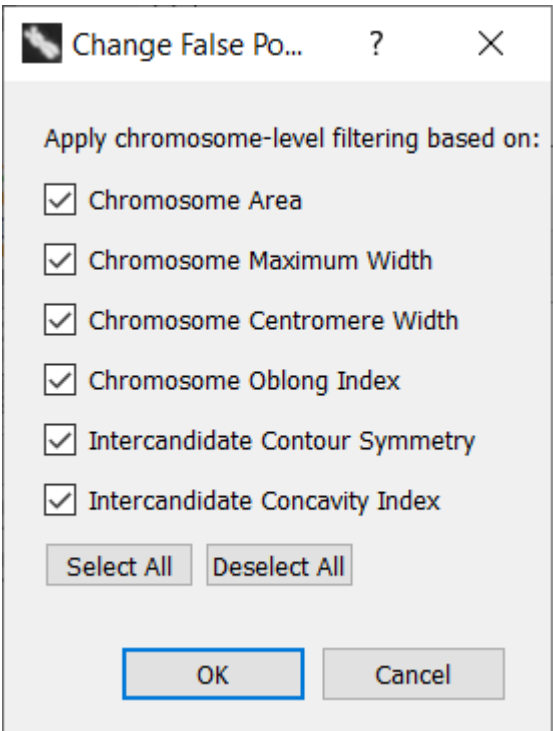 Change False Po... ?
Apply chromosome-level filtering based on:
Chromosome Area
Chromosome Maximum Width
Chromosome Centromere Width
Chromosome Oblong Index
Intercandidate Contour Symmetry
Intercandidate Concavity Index
Select All Deselect All
OK Cancel